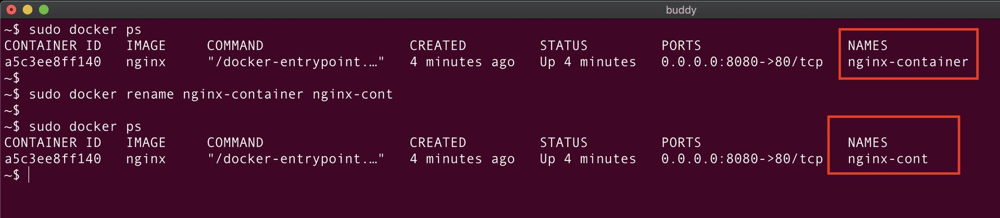 buddy
~$ sudo docker ps
CONTAINER ID   IMAGE     COMMAND                  CREATED         STATUS         PORTS                  NAMES
a5c3ee8ff140   nginx     "/docker-entrypoint.…"   4 minutes ago   Up 4 minutes   0.0.0.0:8080->80/tcp   nginx-container
~$
~$ sudo docker rename nginx-container nginx-cont
~$
~$ sudo docker ps
CONTAINER ID   IMAGE     COMMAND                  CREATED         STATUS         PORTS                  NAMES
a5c3ee8ff140   nginx     "/docker-entrypoint.…"   4 minutes ago   Up 4 minutes   0.0.0.0:8080->80/tcp   nginx-cont
~$